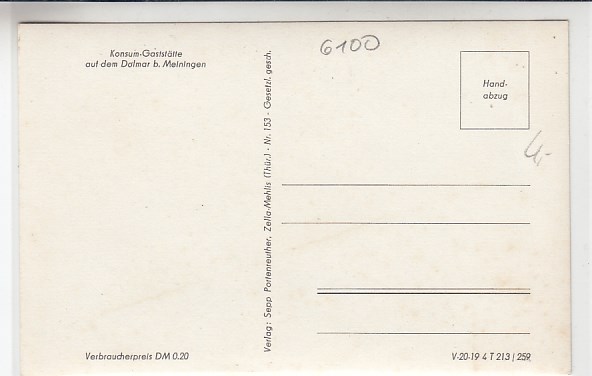 Konsum-Gaststätte
auf dem Dolmar b. Meiningen
6100
Hand-
abzug
4,-
Verlag: Sepp Portenreuther, Zella-Mehlis (Thür.) · Nr. 153 - Gesetzl. gesch.
Verbraucherpreis DM 0.20
V-20-19 4 T 213 / 259